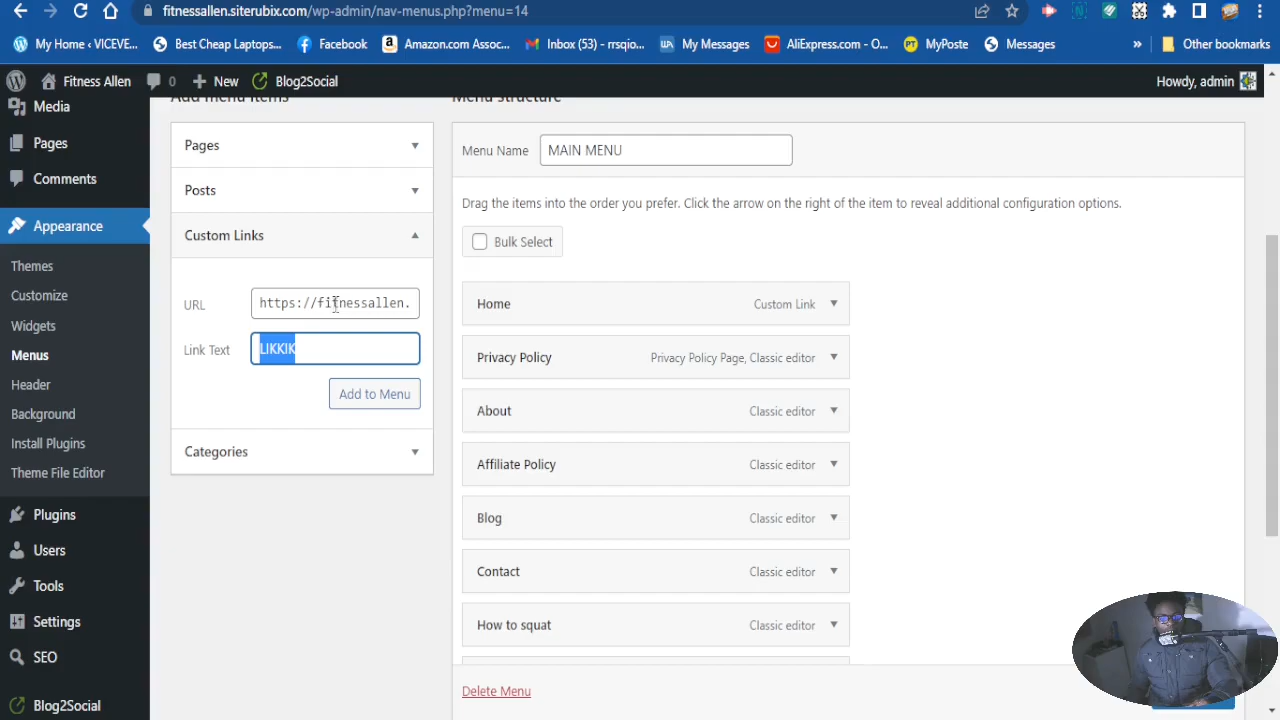 fitnessallen.siterubix.com/wp-admin/nav-menus.php?menu=14
My Home ‹ VICEVE...
Best Cheap Laptops...
Facebook
Amazon.com Assoc...
Inbox (53) - rrsqio...
My Messages
AliExpress.com - O...
PT
MyPoste
Messages
»
Other bookmarks
Fitness Allen
0
New
Blog2Social
Howdy, admin
Media
Pages
Comments
Appearance
Themes
Customize
Widgets
Menus
Header
Background
Install Plugins
Theme File Editor
Plugins
Users
Tools
Settings
SEO
Blog2Social
Add menu items
Pages
Posts
Custom Links
URL
https://fitnessallen.
Link Text
LIKKIK
Add to Menu
Categories
Menu structure
Menu Name
MAIN MENU
Drag the items into the order you prefer. Click the arrow on the right of the item to reveal additional configuration options.
Bulk Select
Home
Custom Link
Privacy Policy
Privacy Policy Page, Classic editor
About
Classic editor
Affiliate Policy
Classic editor
Blog
Classic editor
Contact
Classic editor
How to squat
Classic editor
Delete Menu